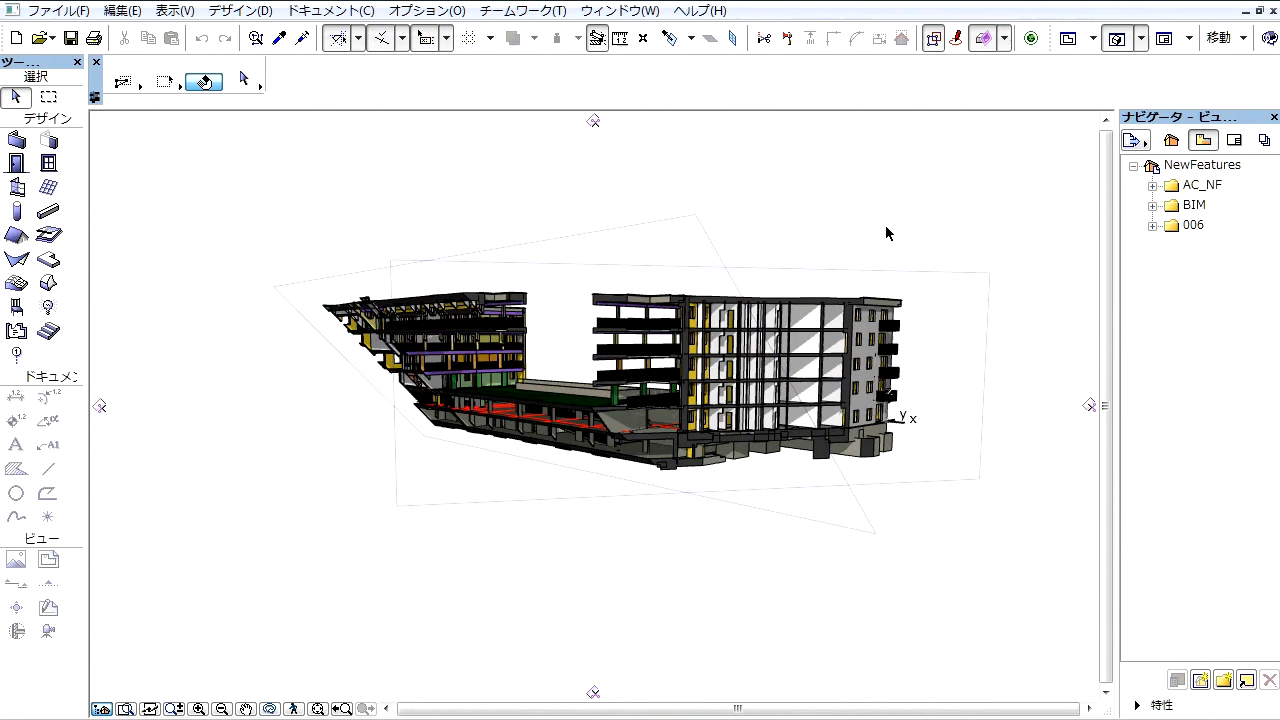 ファイル(F) 編集(E) 表示(V) デザイン(D) ドキュメント(C) オプション(O) チームワーク(T) ウィンドウ(W) ヘルプ(H)
移動
ツー...
選択
デザイン
ドキュメン
A
A1
ビュー
ナビゲータ - ビュ...
NewFeatures
AC_NF
BIM
006
y
x
特性